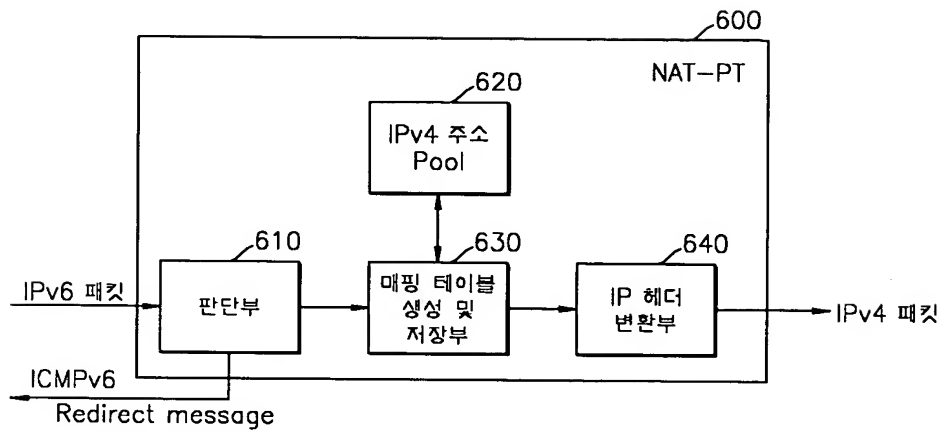 600
NAT-PT
620
IPv4 주소
Pool
610
630
640
IPv6 패킷
판단부
매핑 테이블
생성 및
저장부
IP 헤더
변환부
IPv4 패킷
ICMPv6
Redirect message